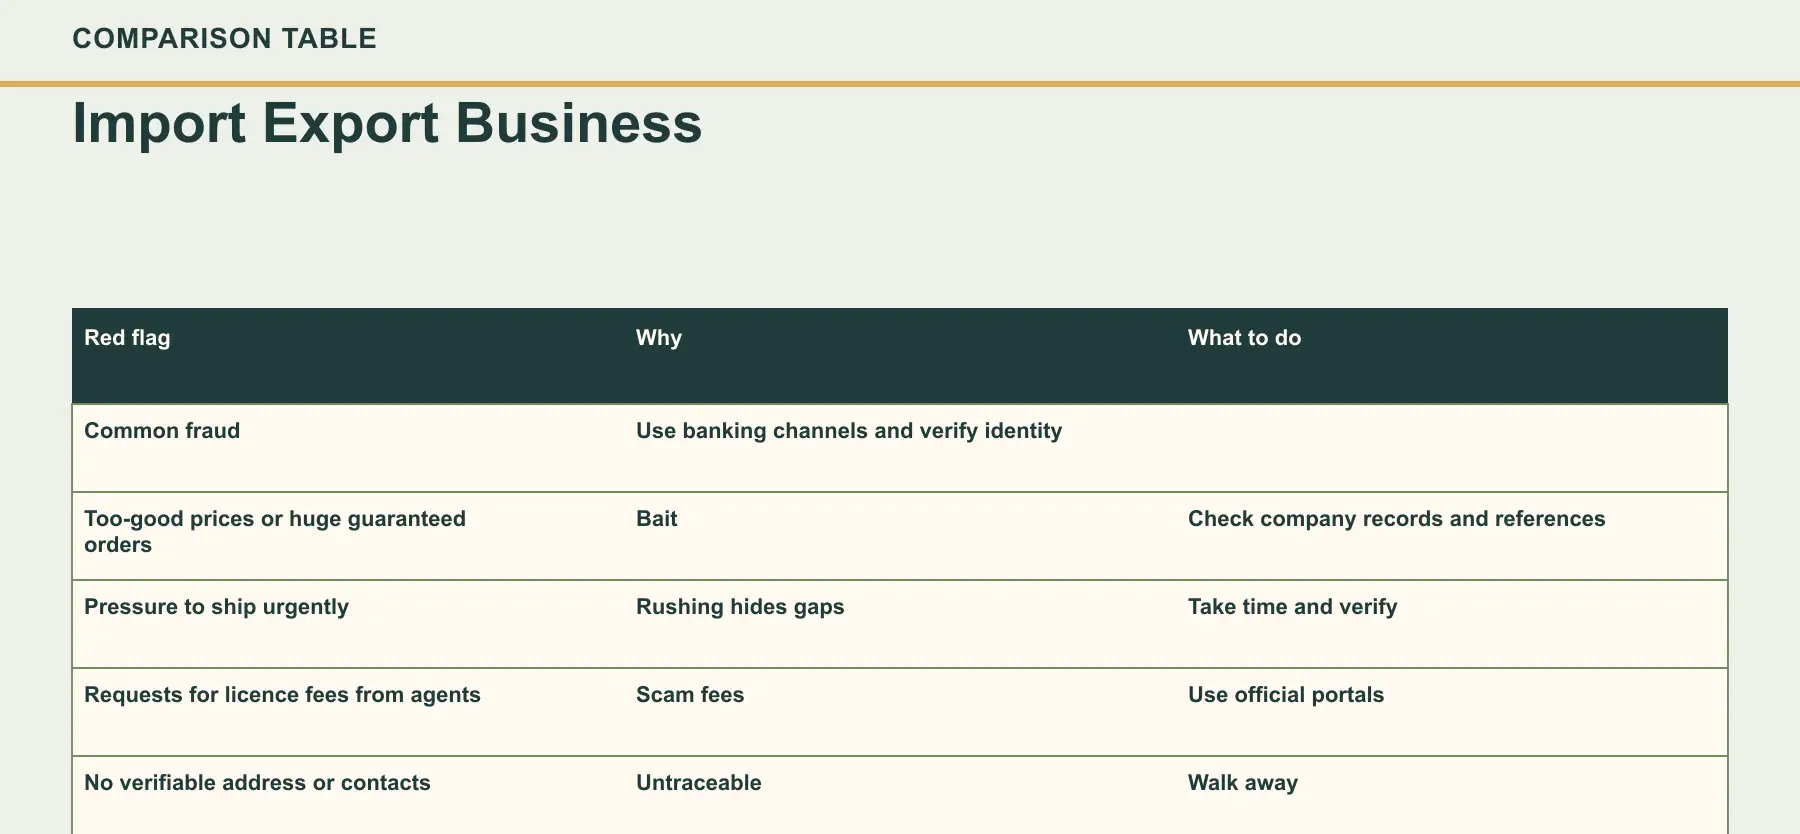 COMPARISON TABLE
Import Export Business
Red flag Why What to do
Common fraud Use banking channels and verify identity
Too-good prices or huge guaranteed Bait Check company records and references
orders
Pressure to ship urgently Rushing hides gaps Take time and verify
Requests for licence fees from agents Scam fees Use official portals
No verifiable address or contacts Untraceable Walk away